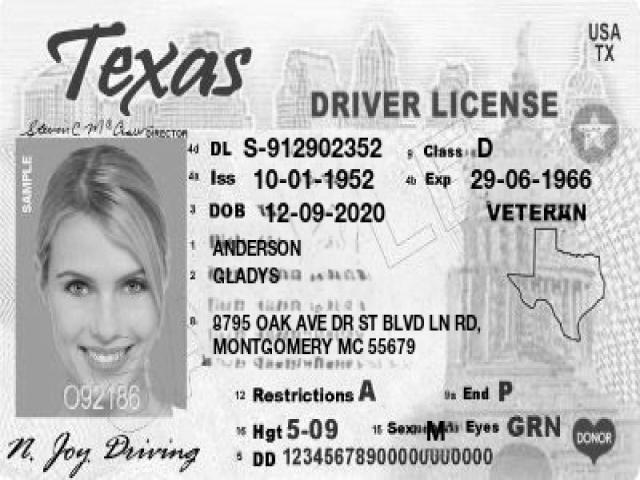 Texas
USA
TX
DRIVER LICENSE
Steven C. McCraw DIRECTOR
SAMPLE
4d DL S-912902352 9 Class D
4a Iss 10-01-1952 4b Exp 29-06-1966
3 DOB 12-09-2020 VETERAN
1 ANDERSON
2 GLADYS
8 9795 OAK AVE DR ST BLVD LN RD,
MONTGOMERY MC 55679
12 Restrictions A 9a End P
16 Hgt 5-09 15 Sex M Eyes GRN
5 DD 12345678900000000000
O92186
N. Joy Driving
DONOR